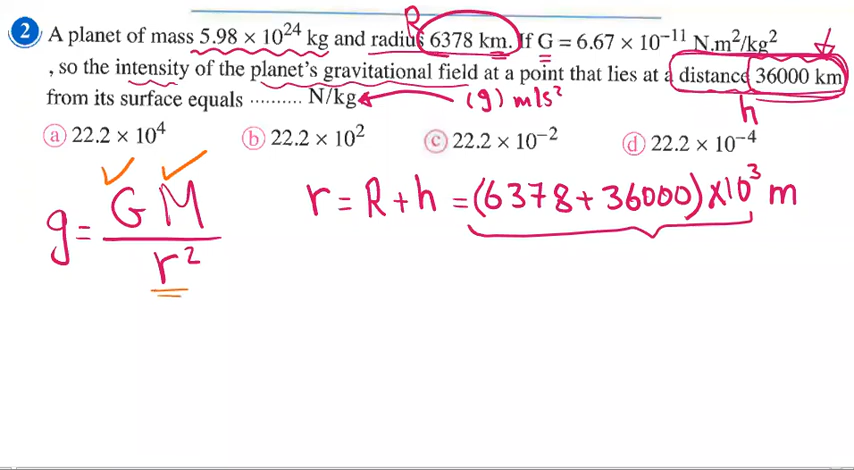 R
2 A planet of mass 5.98 × 10²⁴ kg and radius 6378 km. If G = 6.67 × 10⁻¹¹ N.m²/kg²
, so the intensity of the planet's gravitational field at a point that lies at a distance 36000 km
from its surface equals .......... N/kg (g) m/s² h
a 22.2 × 10⁴ b 22.2 × 10² c 22.2 × 10⁻² d 22.2 × 10⁻⁴
g = GM / r²
r = R + h = (6378 + 36000) × 10³ m